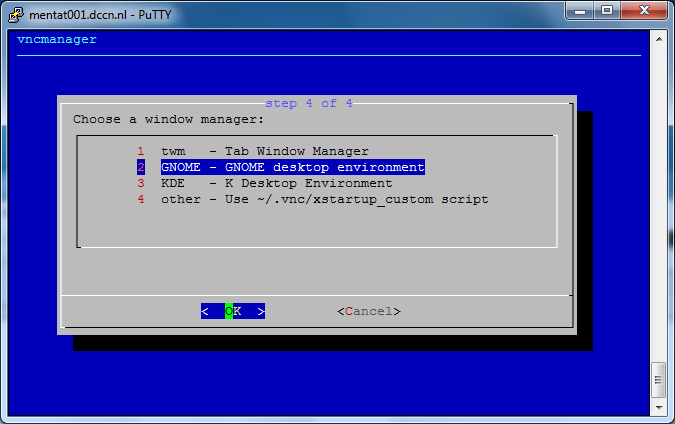 mentat001.dccn.nl - PuTTY
vncmanager
step 4 of 4
Choose a window manager:
1 twm - Tab Window Manager
2 GNOME - GNOME desktop environment
3 KDE - K Desktop Environment
4 other - Use ~/.vnc/xstartup_custom script
< OK > <Cancel>